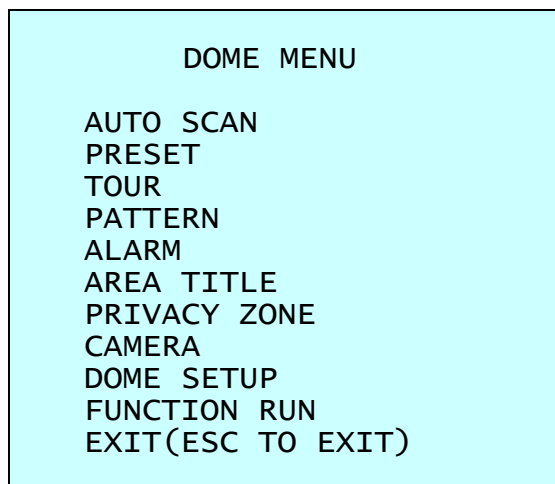 DOME MENU
AUTO SCAN
PRESET
TOUR
PATTERN
ALARM
AREA TITLE
PRIVACY ZONE
CAMERA
DOME SETUP
FUNCTION RUN
EXIT(ESC TO EXIT)